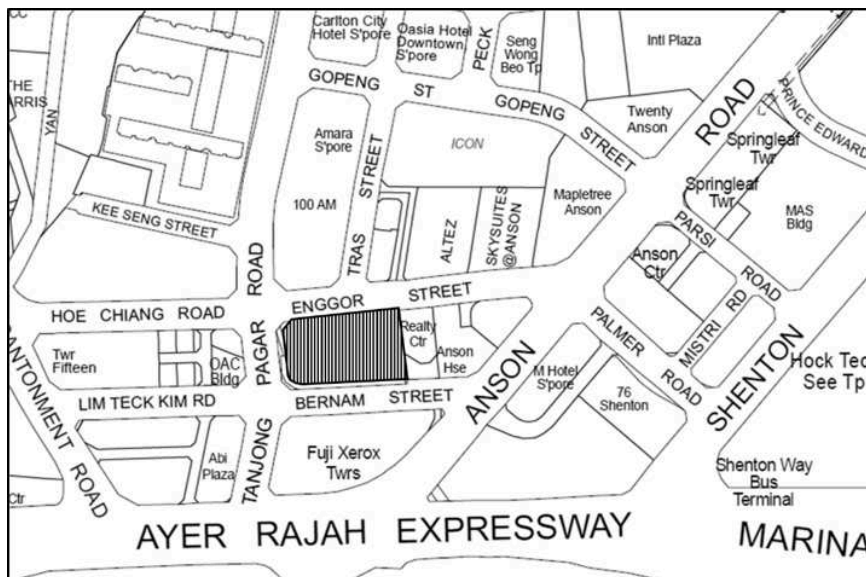 Carlton City
Hotel S'pore
Oasia Hotel
Downtown,
S'pore
PECK
Seng
Wong
Beo Tp
Intl Plaza
THE
YAN
GOPENG ST
GOPENG STREET
Twenty
Anson
ROAD
PRINCE EDWARD
Amara
S'pore
ICON
STREET
Springleaf
Twr
100 AM
Mapletree
Anson
Springleaf
Twr
MAS
Bldg
KEE SENG STREET
ALTEZ
SKYSUITES
@ANSON
PARSI ROAD
TRAS
ROAD
Anson
Ctr
ENGGOR STREET
HOE CHIANG ROAD
MISTRI RD
PALMER ROAD
Realty
Ctr
Twr
Fifteen
OAC
Bldg
PAGAR
Anson
Hse
SHENTON
Hock Tec
See Tp
M Hotel
S'pore
ANSON
LIM TECK KIM RD
BERNAM STREET
76
Shenton
ANTONMENT ROAD
Abi
Plaza
TANJONG
Fuji Xerox
Twrs
Shenton Way
Bus
Terminal
Ctr
AYER RAJAH EXPRESSWAY
MARINA